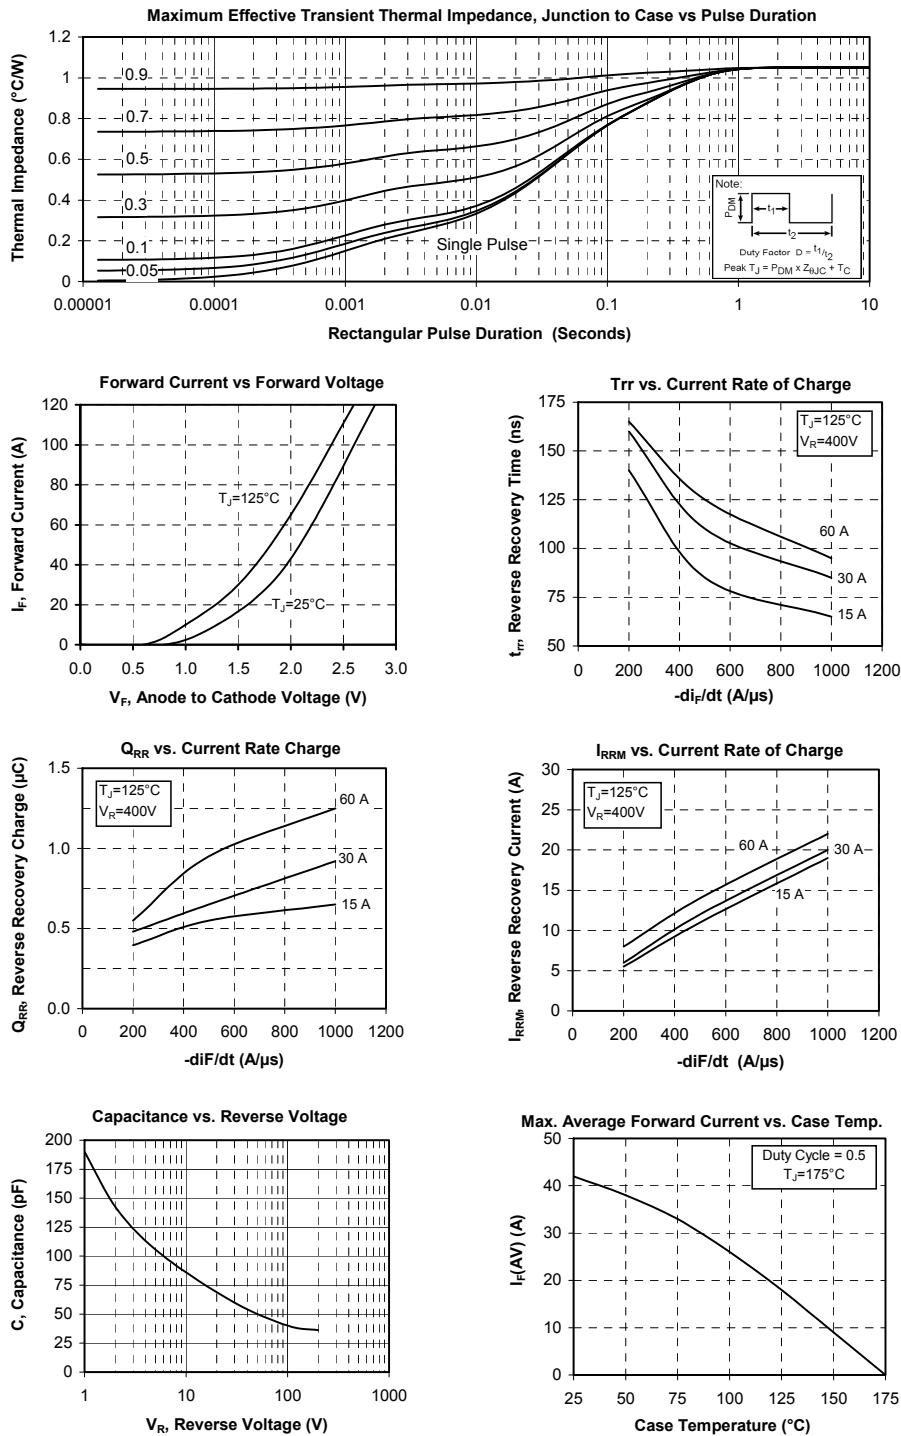 Maximum Effective Transient Thermal Impedance, Junction to Case vs Pulse Duration
Thermal Impedance (°C/W)
1.2
1
0.8
0.6
0.4
0.2
0
0.9
0.7
0.5
0.3
0.1
0.05
Single Pulse
Note:
PDM
t1
t2
Duty Factor D = t1/t2
Peak TJ = PDM x ZθJC + TC
0.00001 0.0001 0.001 0.01 0.1 1 10
Rectangular Pulse Duration (Seconds)
Forward Current vs Forward Voltage
IF, Forward Current (A)
120
100
80
60
40
20
0
TJ=125°C
TJ=25°C
0.0 0.5 1.0 1.5 2.0 2.5 3.0
VF, Anode to Cathode Voltage (V)
Trr vs. Current Rate of Charge
trr, Reverse Recovery Time (ns)
175
150
125
100
75
50
TJ=125°C
VR=400V
60 A
30 A
15 A
0 200 400 600 800 1000 1200
-diF/dt (A/µs)
QRR vs. Current Rate Charge
QRR, Reverse Recovery Charge (µC)
1.5
1.0
0.5
0.0
TJ=125°C
VR=400V
60 A
30 A
15 A
0 200 400 600 800 1000 1200
-diF/dt (A/µs)
IRRM vs. Current Rate of Charge
IRRM, Reverse Recovery Current (A)
30
25
20
15
10
5
0
TJ=125°C
VR=400V
60 A
30 A
15 A
0 200 400 600 800 1000 1200
-diF/dt (A/µs)
Capacitance vs. Reverse Voltage
C, Capacitance (pF)
200
175
150
125
100
75
50
25
0
1 10 100 1000
VR, Reverse Voltage (V)
Max. Average Forward Current vs. Case Temp.
IF(AV) (A)
50
40
30
20
10
0
Duty Cycle = 0.5
TJ=175°C
25 50 75 100 125 150 175
Case Temperature (°C)